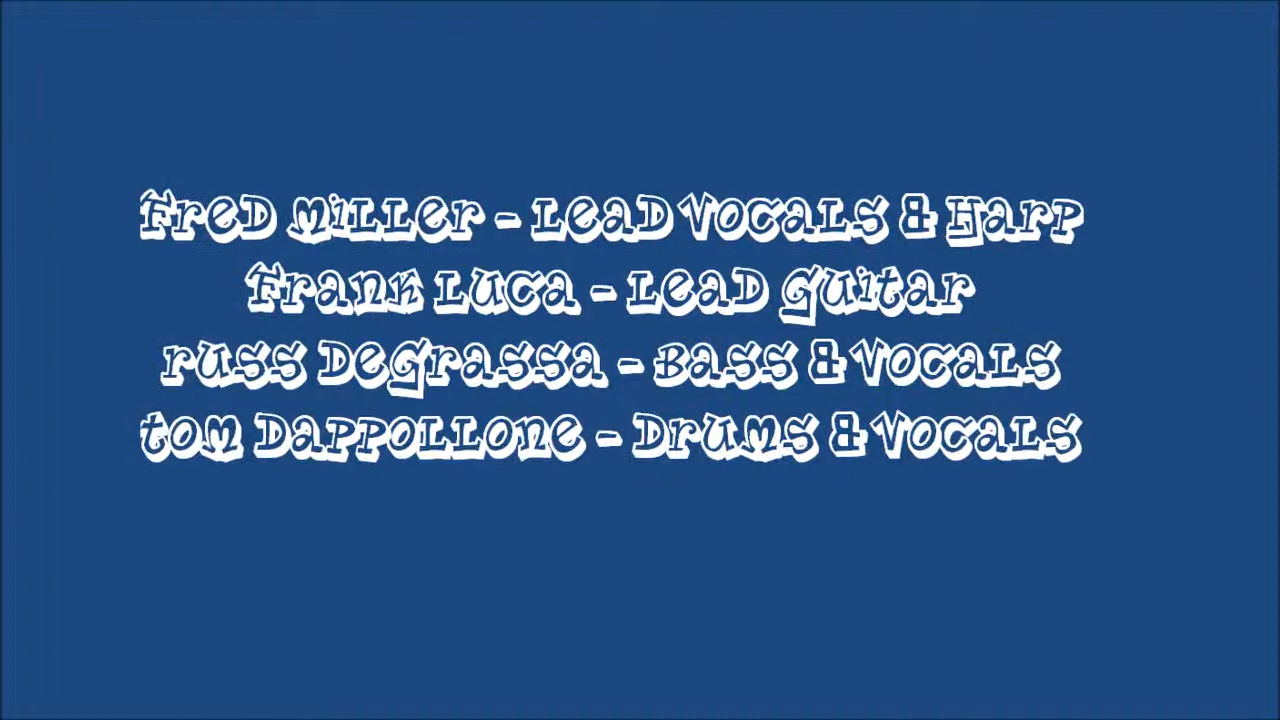 Fred Miller - Lead Vocals & Harp
Frank Luca - Lead Guitar
Russ DeGrassa - Bass & Vocals
Tom Dappollone - Drums & Vocals